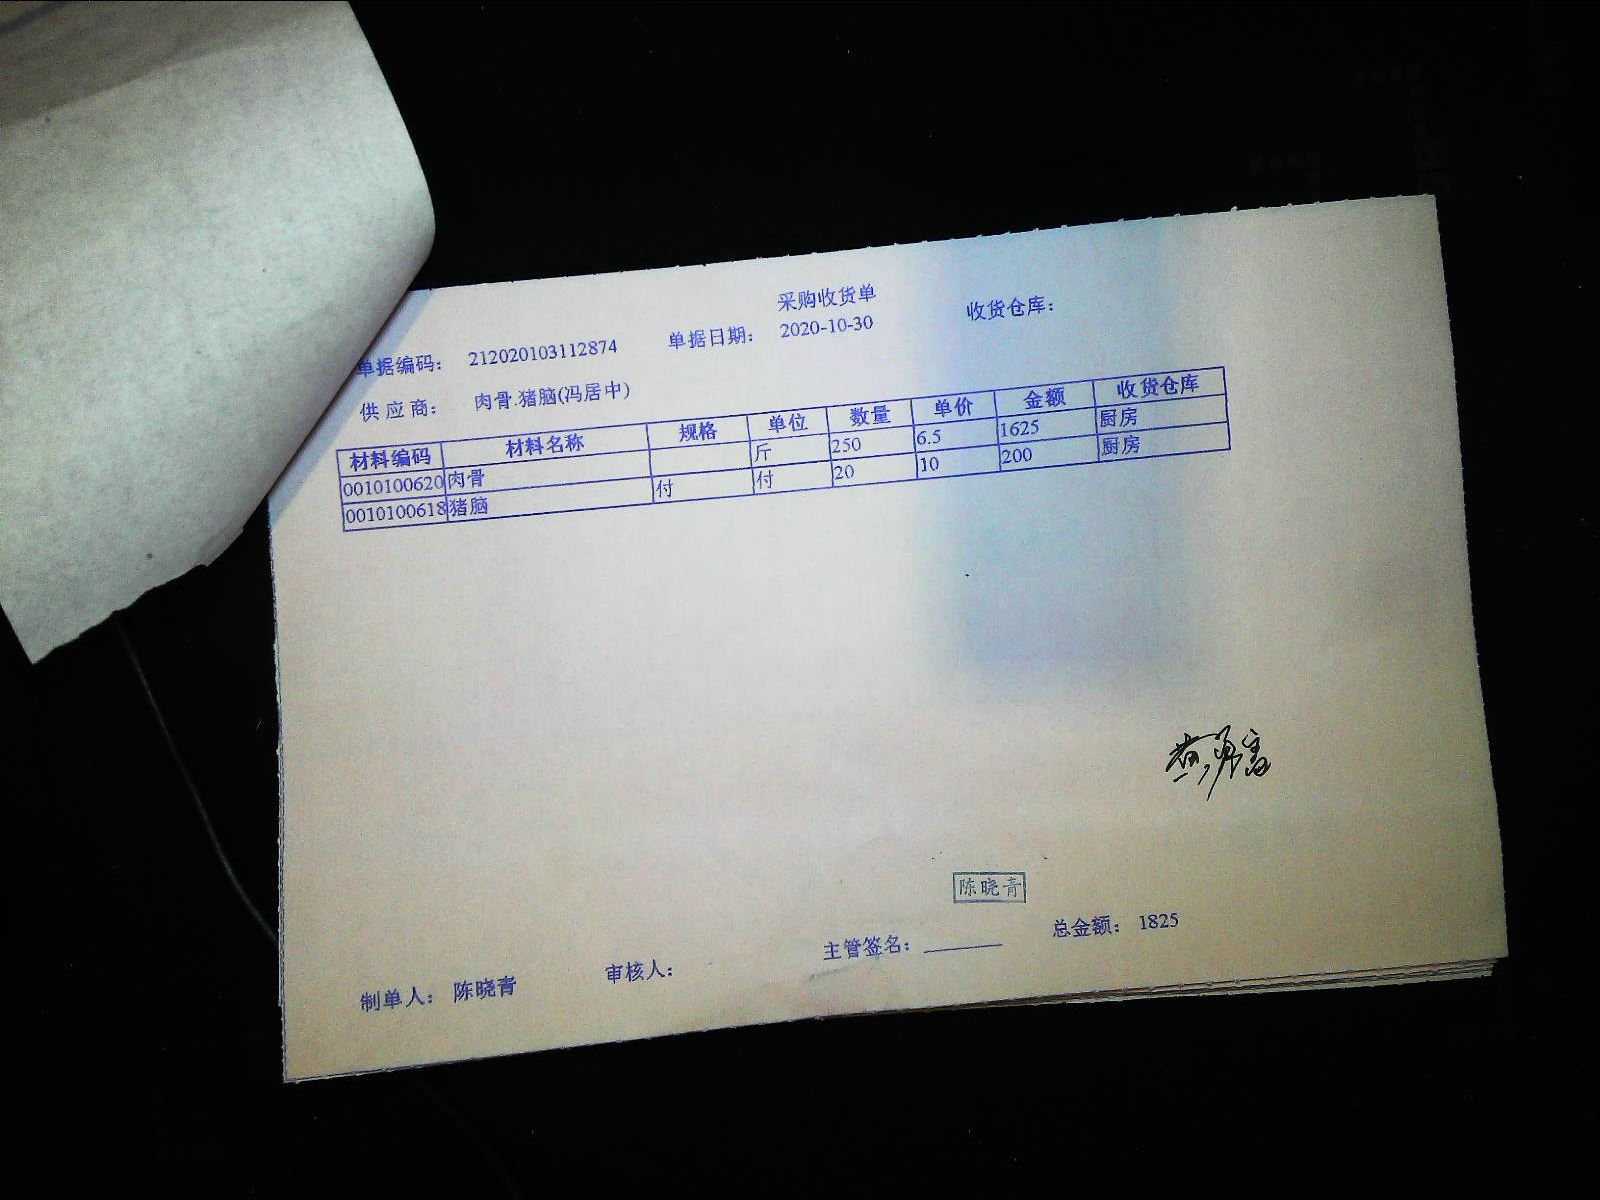 采购收货单
单据编码: 212020103112874 单据日期: 2020-10-30 收货仓库:
供应商: 肉骨.猪脑(冯居中)
材料编码 材料名称 规格 单位 数量 单价 金额 收货仓库
0010100620 肉骨 斤 250 6.5 1625 厨房
0010100618 猪脑 付 付 20 10 200 厨房
陈晓青
制单人: 陈晓青 审核人: 主管签名: 总金额: 1825